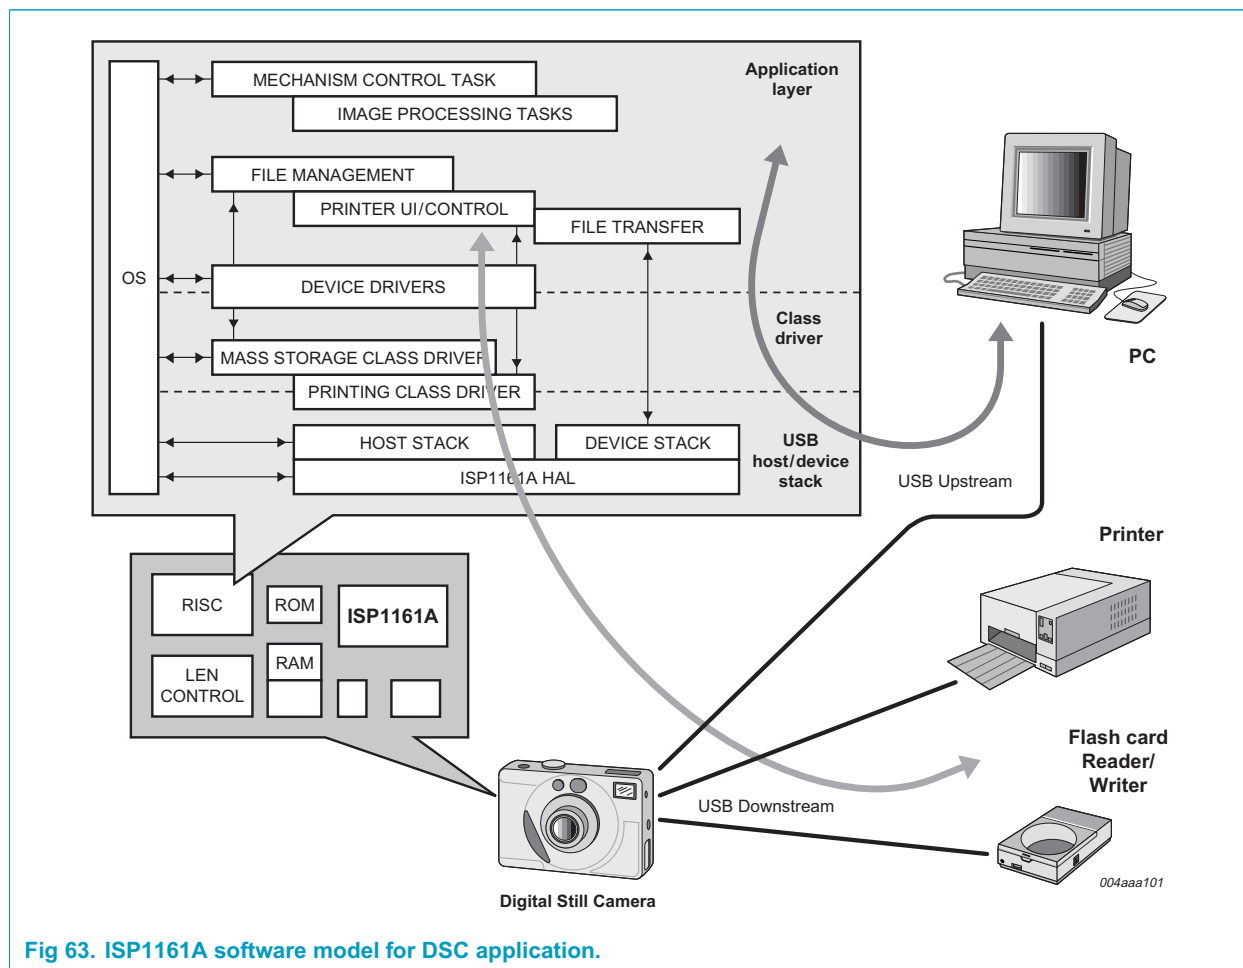 MECHANISM CONTROL TASK
IMAGE PROCESSING TASKS
Application
layer
FILE MANAGEMENT
PRINTER UI/CONTROL
FILE TRANSFER
OS
DEVICE DRIVERS
Class
driver
MASS STORAGE CLASS DRIVER
PRINTING CLASS DRIVER
HOST STACK
DEVICE STACK
USB
host/device
stack
ISP1161A HAL
PC
USB Upstream
Printer
RISC
ROM
ISP1161A
LEN
CONTROL
RAM
Flash card
Reader/
Writer
USB Downstream
004aaa101
Digital Still Camera
Fig 63. ISP1161A software model for DSC application.